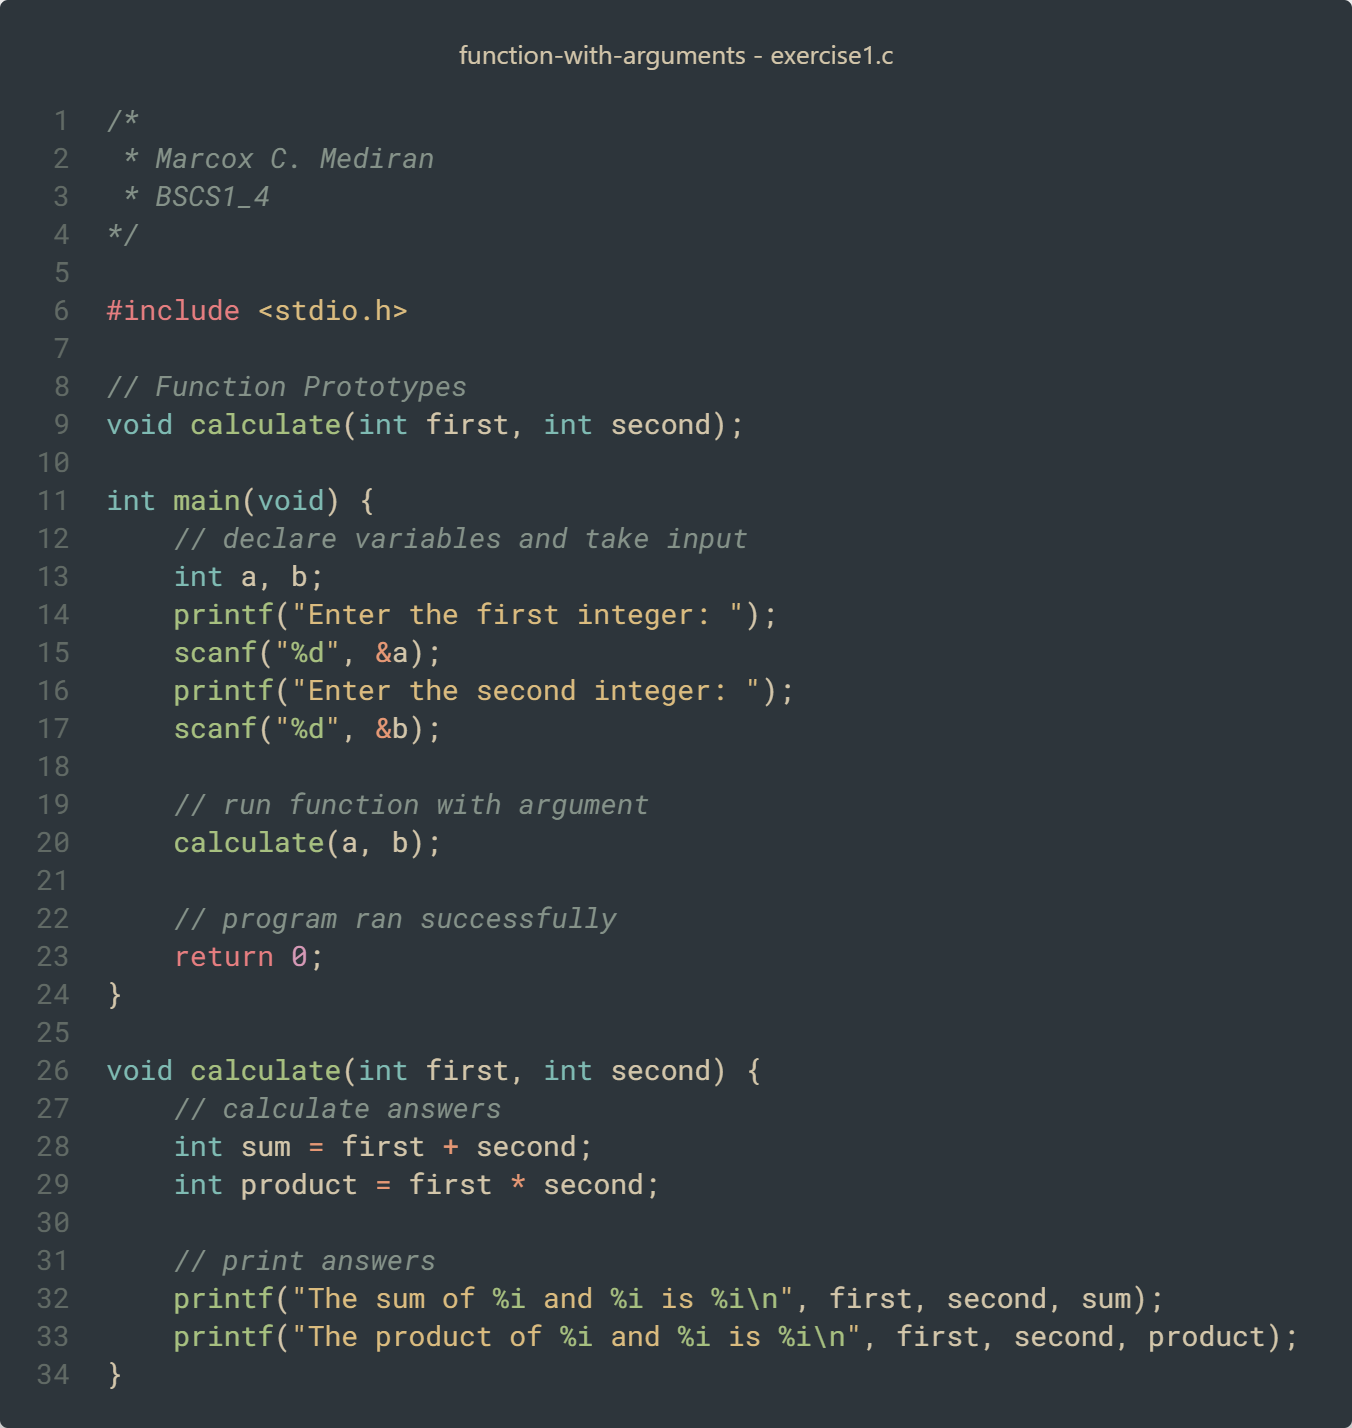 function-with-arguments - exercise1.c
1 /*
2  * Marcox C. Mediran
3  * BSCS1_4
4 */
5
6 #include <stdio.h>
7
8 // Function Prototypes
9 void calculate(int first, int second);
10
11 int main(void) {
12     // declare variables and take input
13     int a, b;
14     printf("Enter the first integer: ");
15     scanf("%d", &a);
16     printf("Enter the second integer: ");
17     scanf("%d", &b);
18
19     // run function with argument
20     calculate(a, b);
21
22     // program ran successfully
23     return 0;
24 }
25
26 void calculate(int first, int second) {
27     // calculate answers
28     int sum = first + second;
29     int product = first * second;
30
31     // print answers
32     printf("The sum of %i and %i is %i\n", first, second, sum);
33     printf("The product of %i and %i is %i\n", first, second, product);
34 }